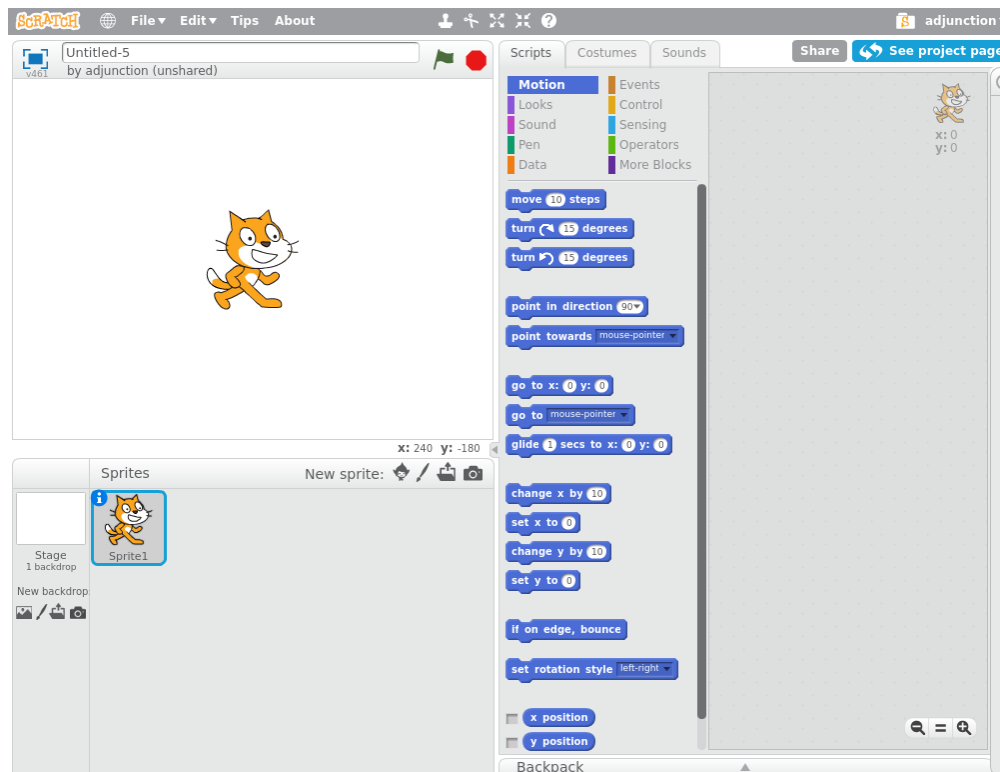 SCRATCH File Edit Tips About adjunction
v461
Untitled-5
by adjunction (unshared)
Scripts Costumes Sounds
Share See project page
Motion Events
Looks Control
Sound Sensing
Pen Operators
Data More Blocks
move 10 steps
turn 15 degrees
turn 15 degrees
point in direction 90
point towards mouse-pointer
go to x: 0 y: 0
go to mouse-pointer
glide 1 secs to x: 0 y: 0
change x by 10
set x to 0
change y by 10
set y to 0
if on edge, bounce
set rotation style left-right
x position
y position
x: 0
y: 0
x: 240 y: -180
Sprites New sprite:
Stage
1 backdrop
New backdrop
Sprite1
Backpack